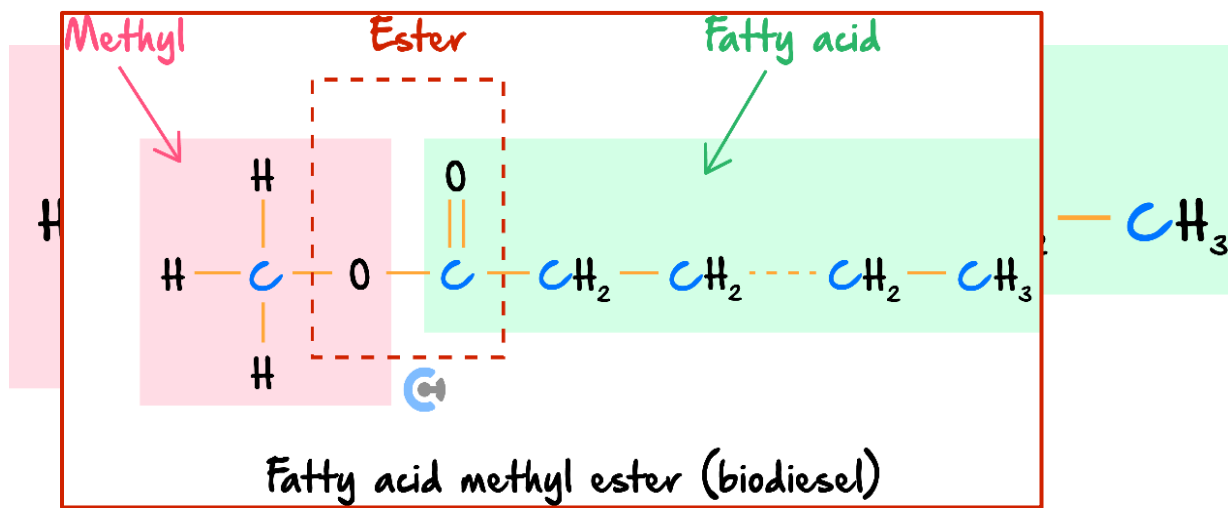 Methyl Ester Fatty acid
H O
H C O C CH₂ CH₂ CH₂ CH₃
H
CH₃
Fatty acid methyl ester (biodiesel)